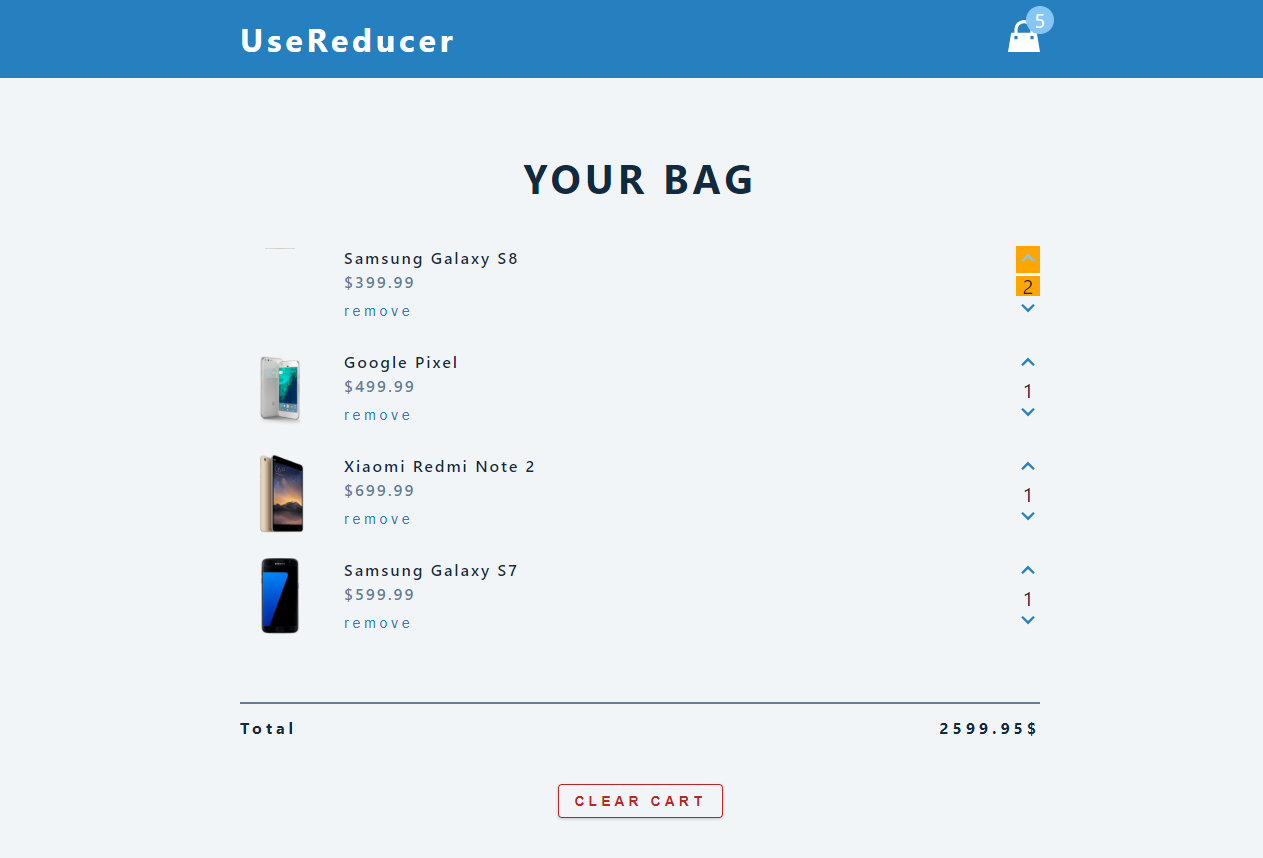 UseReducer
5
YOUR BAG
Samsung Galaxy S8
$399.99
remove
2
Google Pixel
$499.99
remove
1
Xiaomi Redmi Note 2
$699.99
remove
1
Samsung Galaxy S7
$599.99
remove
1
Total 2599.95$
CLEAR CART